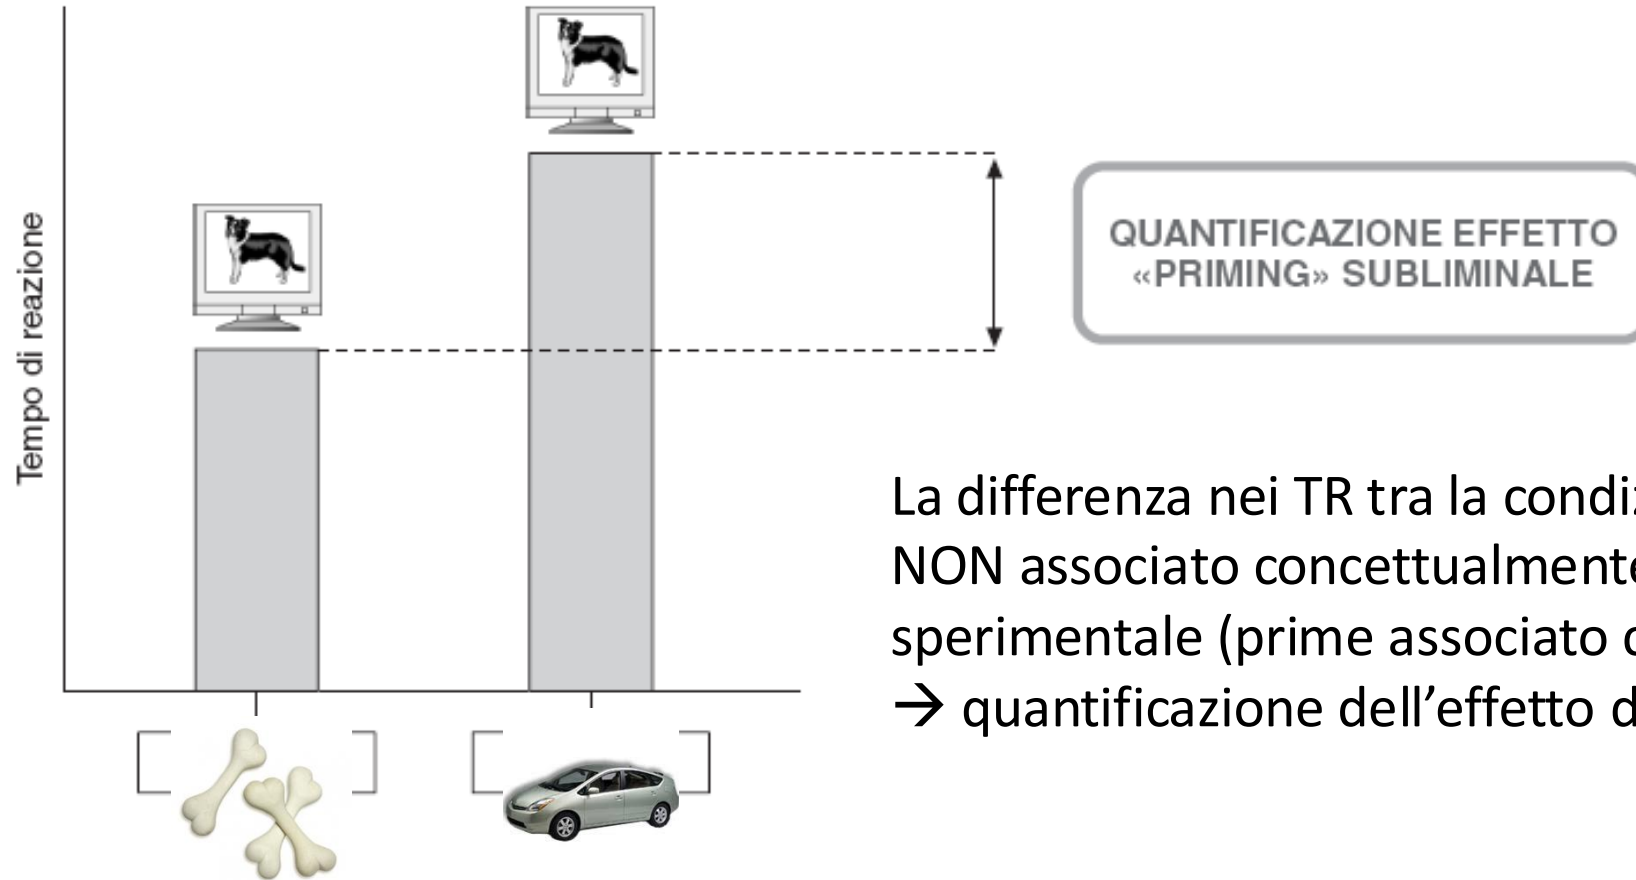 Tempo di reazione
QUANTIFICAZIONE EFFETTO
«PRIMING» SUBLIMINALE
La differenza nei TR tra la
NON associato concettualmente
sperimentale (prime associato
→ quantificazione dell’effetto